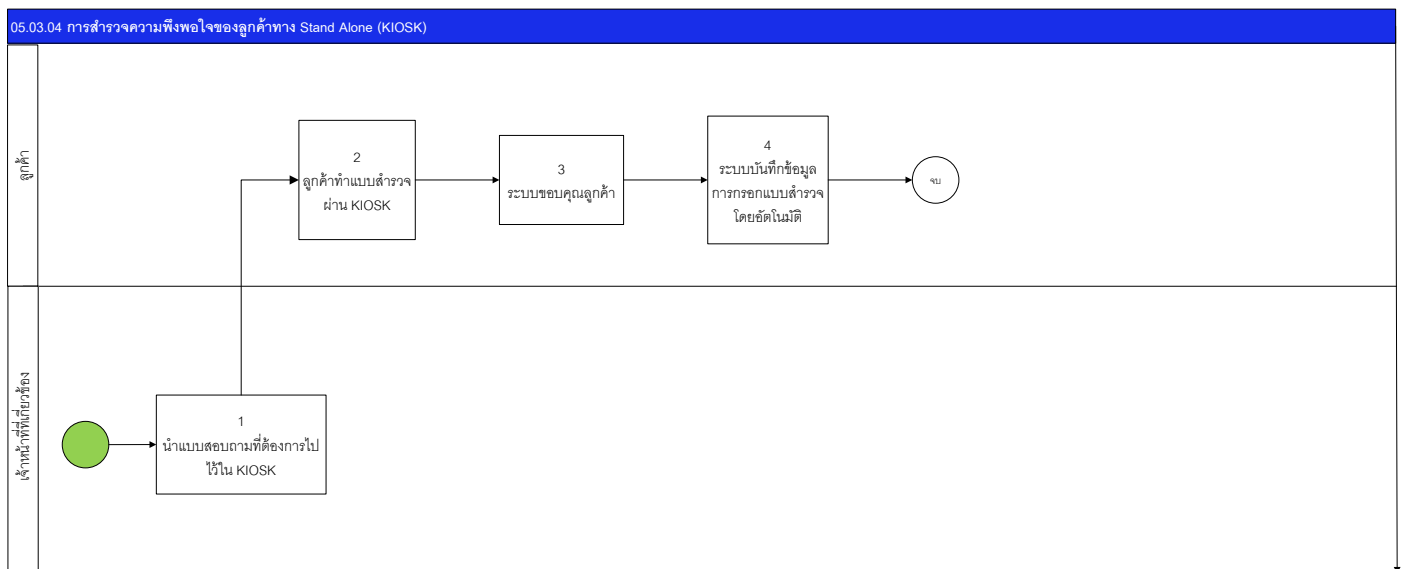 05.03.04 การสำรวจความพึงพอใจของลูกค้าทาง Stand Alone (KIOSK)
ลูกค้า
2
ลูกค้าทำแบบสำรวจ
ผ่าน KIOSK
3
ระบบขอบคุณลูกค้า
4
ระบบบันทึกข้อมูล
การกรอกแบบสำรวจ
โดยอัตโนมัติ
จบ
เจ้าหน้าที่ที่เกี่ยวข้อง
1
นำแบบสอบถามที่ต้องการไป
ไว้ใน KIOSK